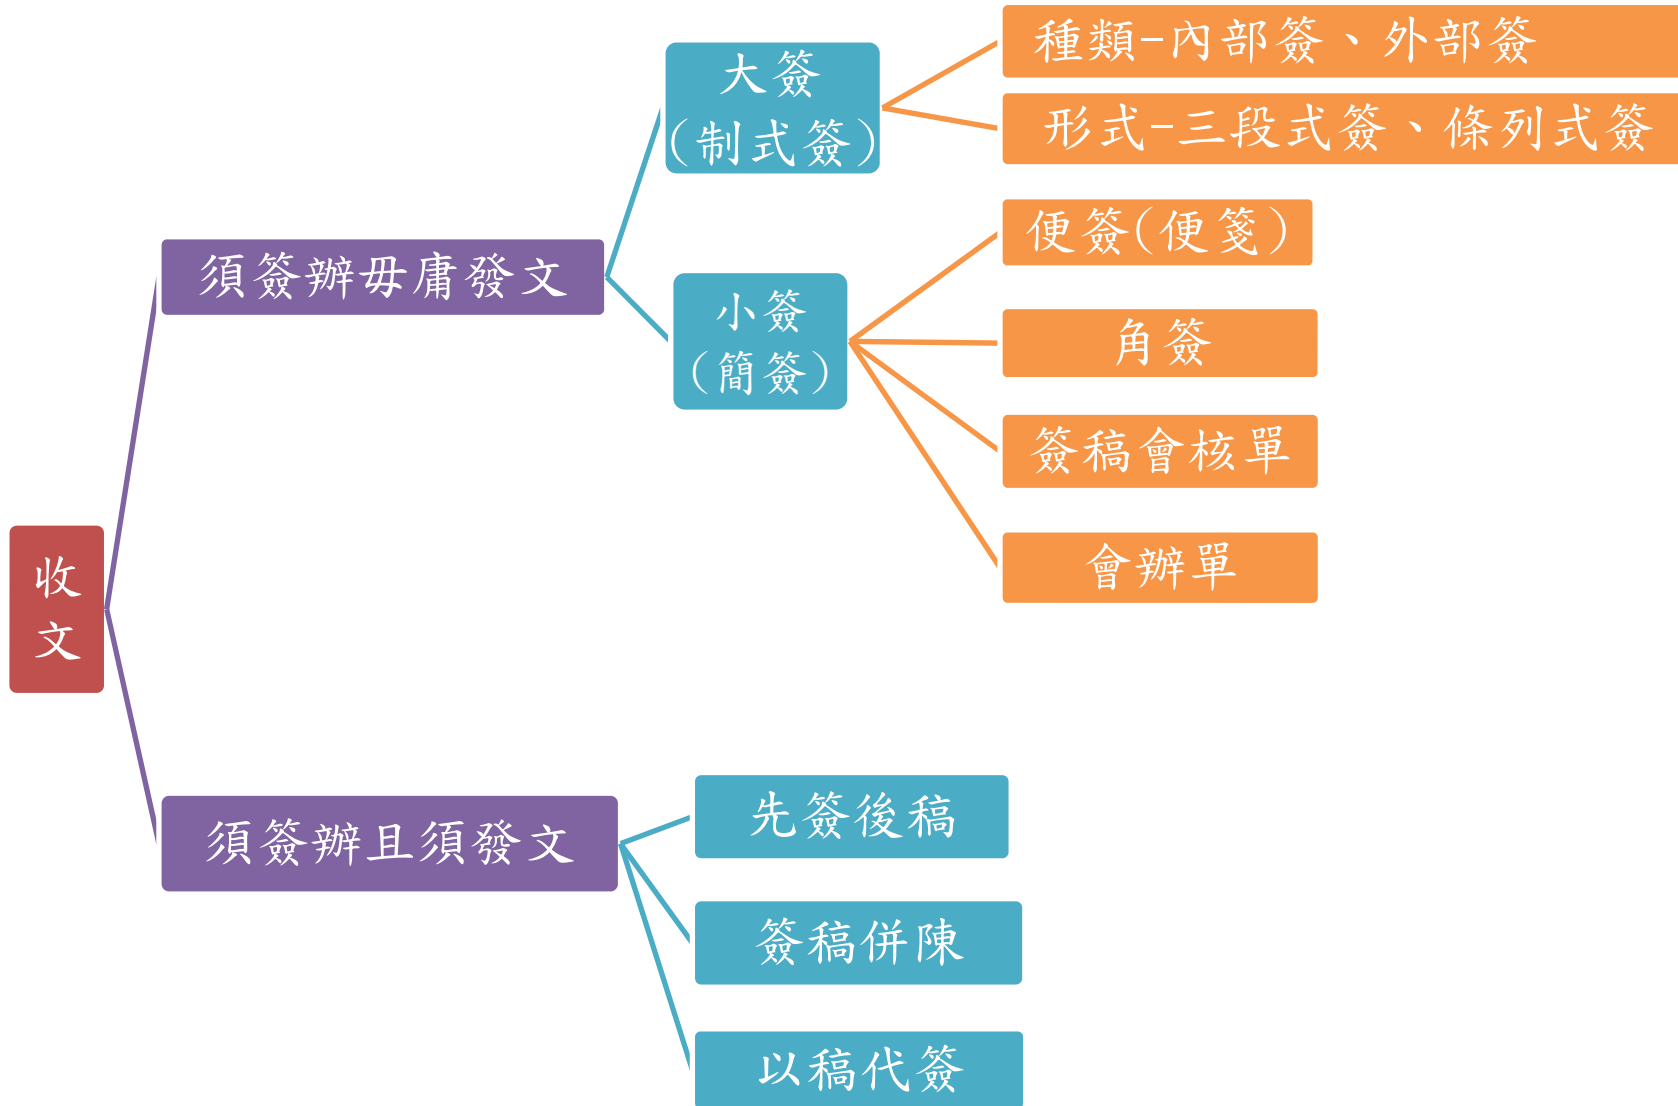 收
文
須簽辦毋庸發文
大簽
(制式簽)
種類-內部簽、外部簽
形式-三段式簽、條列式簽
小簽
(簡簽)
便簽(便箋)
角簽
簽稿會核單
會辦單
須簽辦且須發文
先簽後稿
簽稿併陳
以稿代簽